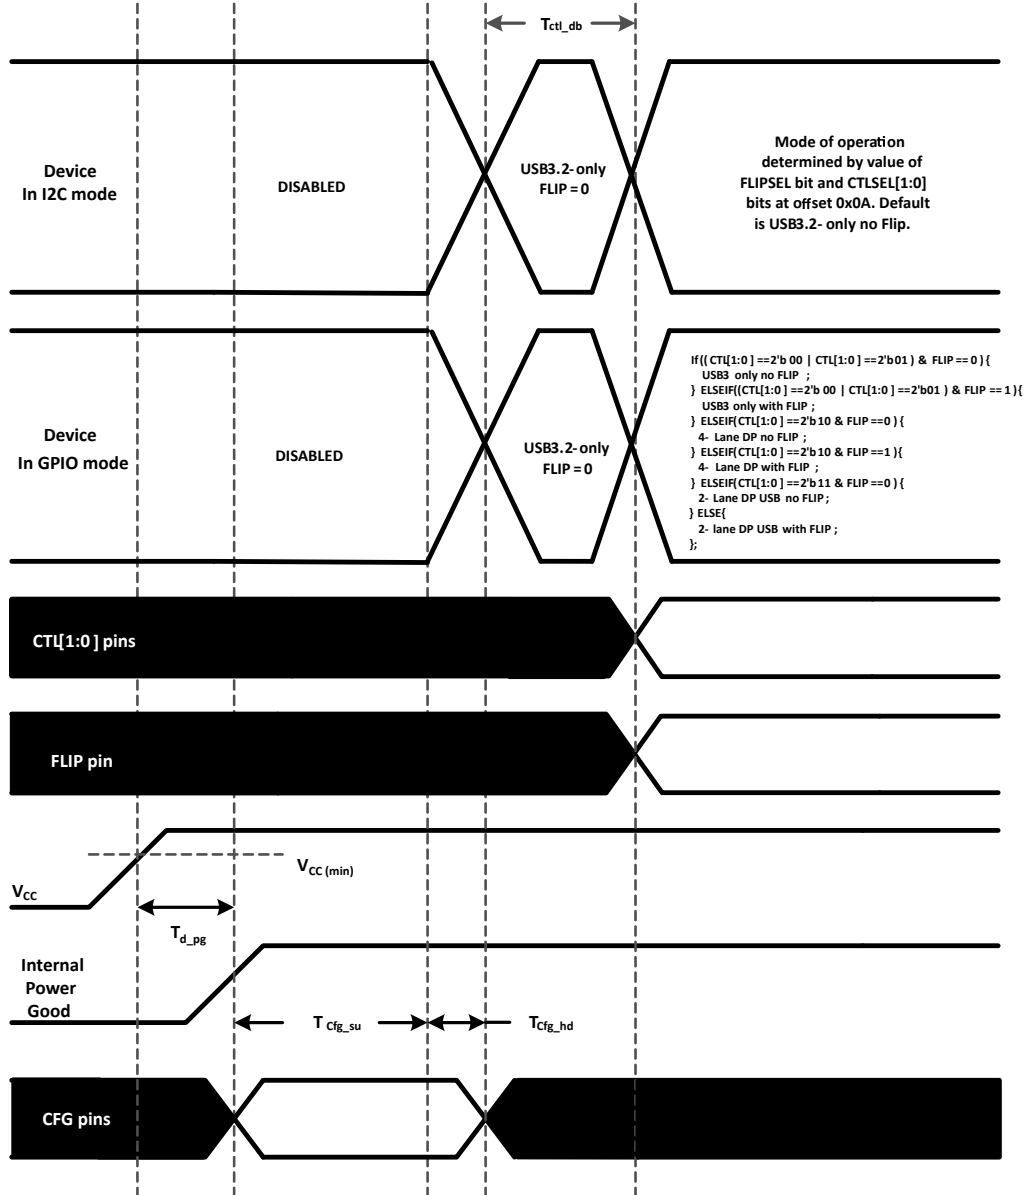 Tctl_db
Device
In I2C mode
DISABLED
USB3.2- only
FLIP = 0
Mode of operation
determined by value of
FLIPSEL bit and CTLSEL[1:0]
bits at offset 0x0A. Default
is USB3.2- only no Flip.
Device
In GPIO mode
DISABLED
USB3.2- only
FLIP = 0
If (( CTL[1:0 ] ==2'b 00 | CTL[1:0 ] ==2'b 01 ) & FLIP == 0 ) {
USB3 only no FLIP ;
} ELSEIF((CTL[1:0 ] ==2'b 00 | CTL[1:0 ] ==2'b01 ) & FLIP == 1 ){
USB3 only with FLIP ;
} ELSEIF(CTL[1:0 ] ==2'b 10 & FLIP ==0 ) {
4- Lane DP no FLIP ;
} ELSEIF(CTL[1:0 ] ==2'b 10 & FLIP ==1 ){
4- Lane DP with FLIP ;
} ELSEIF(CTL[1:0 ] ==2'b 11 & FLIP ==0 ) {
2- Lane DP USB no FLIP ;
} ELSE{
2- lane DP USB with FLIP ;
};
CTL[1:0 ] pins
FLIP pin
VCC
VCC (min)
Td_pg
Internal
Power
Good
T Cfg_su
TCfg_hd
CFG pins